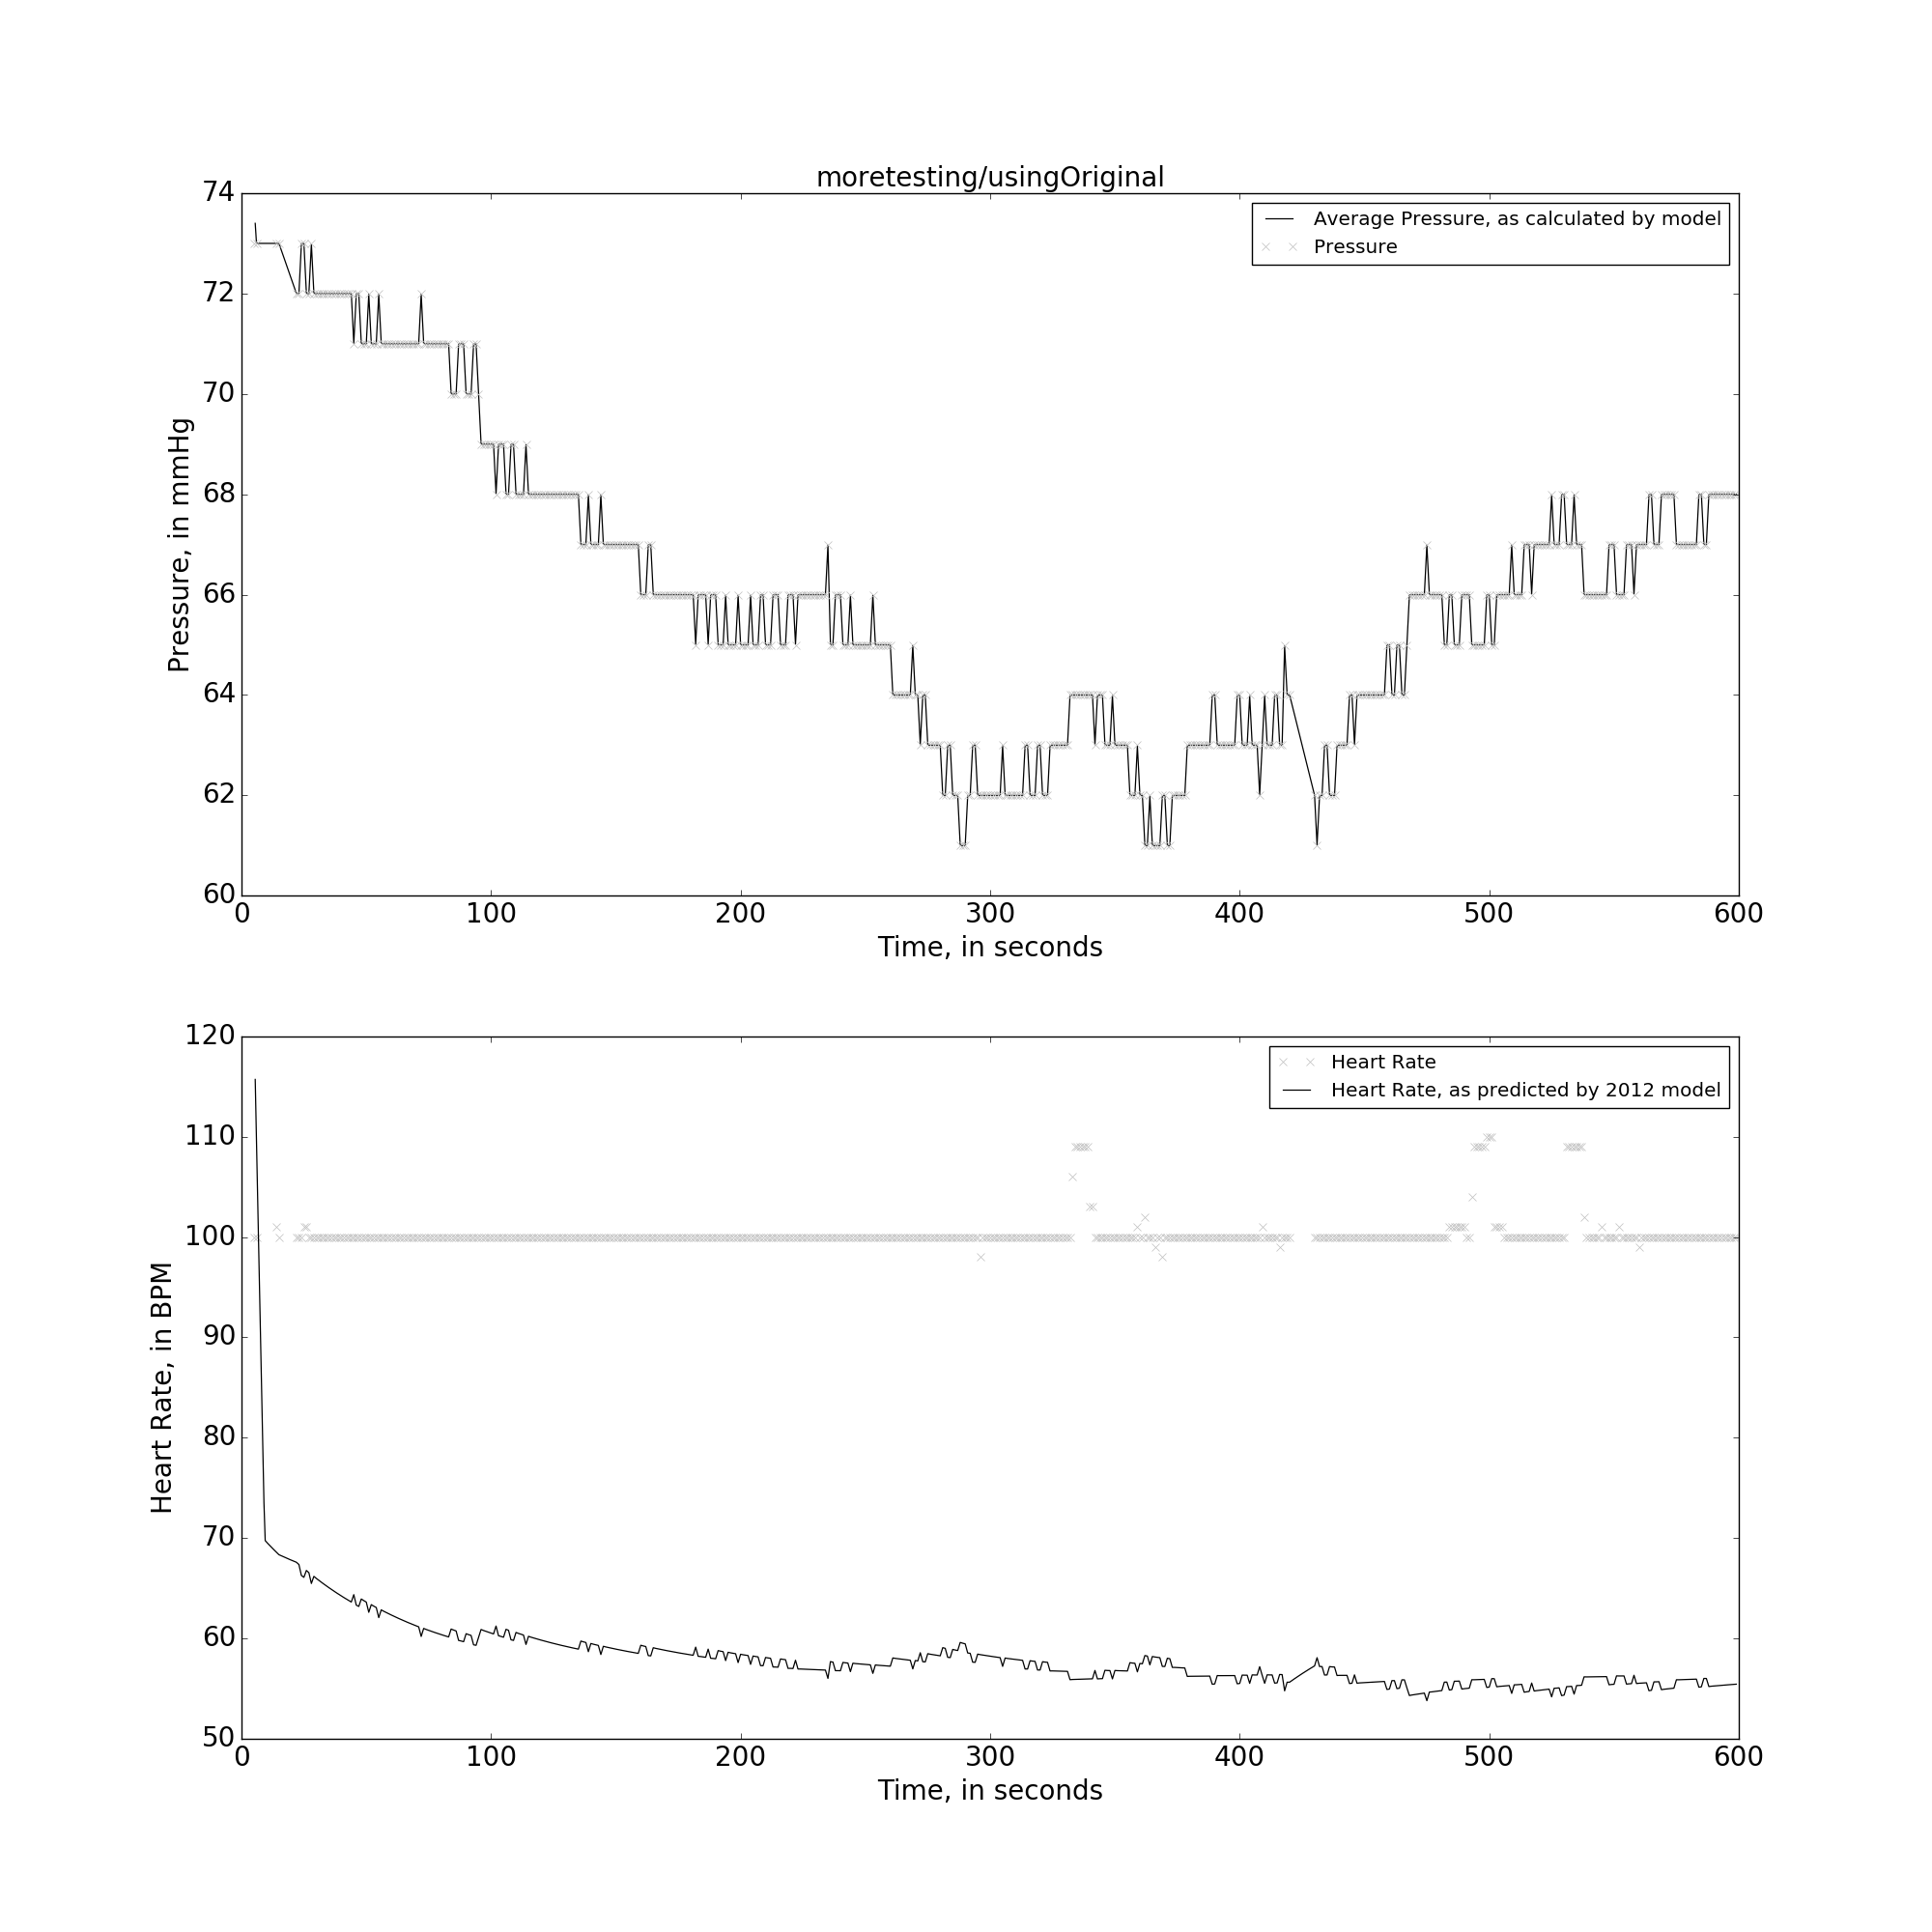 moretesting/usingOriginal
74
72
70
68
66
64
62
60
Pressure, in mmHg
Average Pressure, as calculated by model
Pressure
0 100 200 300 400 500 600
Time, in seconds
120
110
100
90
80
70
60
50
Heart Rate, in BPM
Heart Rate
Heart Rate, as predicted by 2012 model
0 100 200 300 400 500 600
Time, in seconds